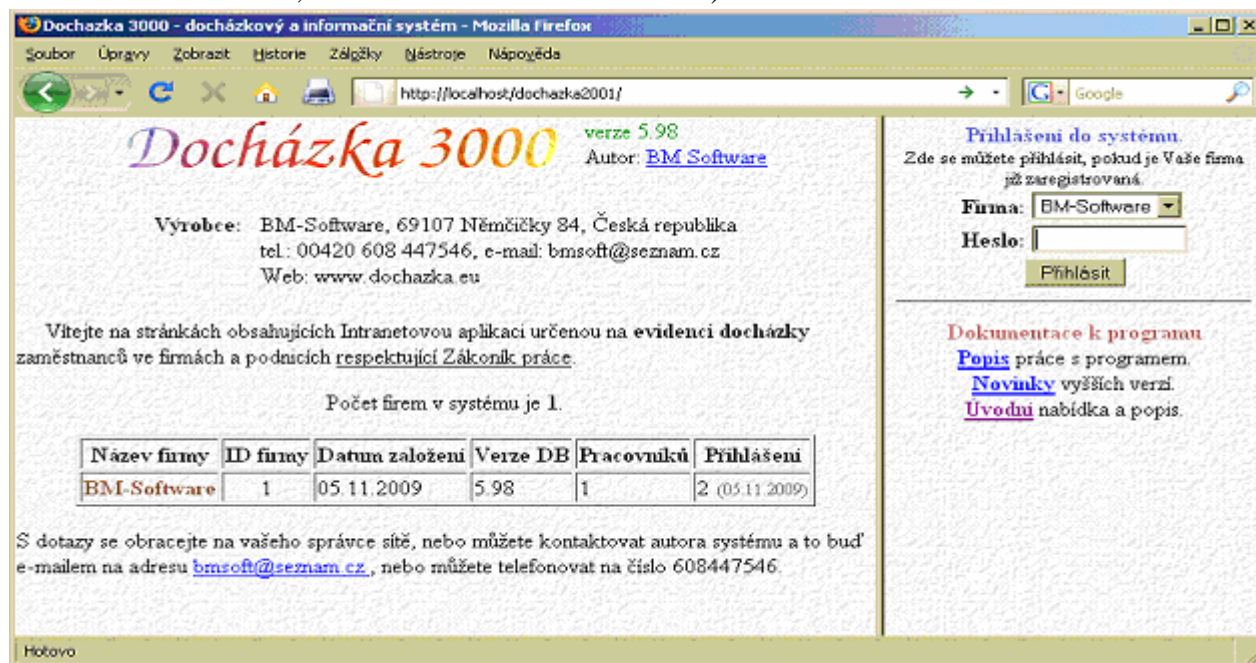 Dochazka 3000 - docházkový a informační systém - Mozilla Firefox
Soubor Úpravy Zobrazit Historie Záložky Nástroje Nápověda
http://localhost/dochazka2001/
Google
Docházka 3000
verze 5.98
Autor: BM Software
Výrobce: BM-Software, 69107 Němčičky 84, Česká republika
tel.: 00420 608 447546, e-mail: bmsoft@seznam.cz
Web: www.dochazka.eu
Vítejte na stránkách obsahujících Intranetovou aplikaci určenou na evidenci docházky
zaměstnanců ve firmách a podnicích respektující Zákoník práce.
Počet firem v systému je 1.
Název firmy ID firmy Datum založení Verze DB Pracovníků Přihlášení
BM-Software 1 05.11.2009 5.98 1 2 (05.11.2009)
S dotazy se obracejte na vašeho správce sítě, nebo můžete kontaktovat autora systému a to buď
e-mailem na adresu bmsoft@seznam.cz , nebo můžete telefonovat na číslo 608447546.
Přihlášení do systému.
Zde se můžete přihlásit, pokud je Vaše firma
již zaregistrovaná.
Firma: BM-Software
Heslo:
Přihlásit
Dokumentace k programu
Popis práce s programem.
Novinky vyšších verzí.
Úvodní nabídka a popis.
Hotovo